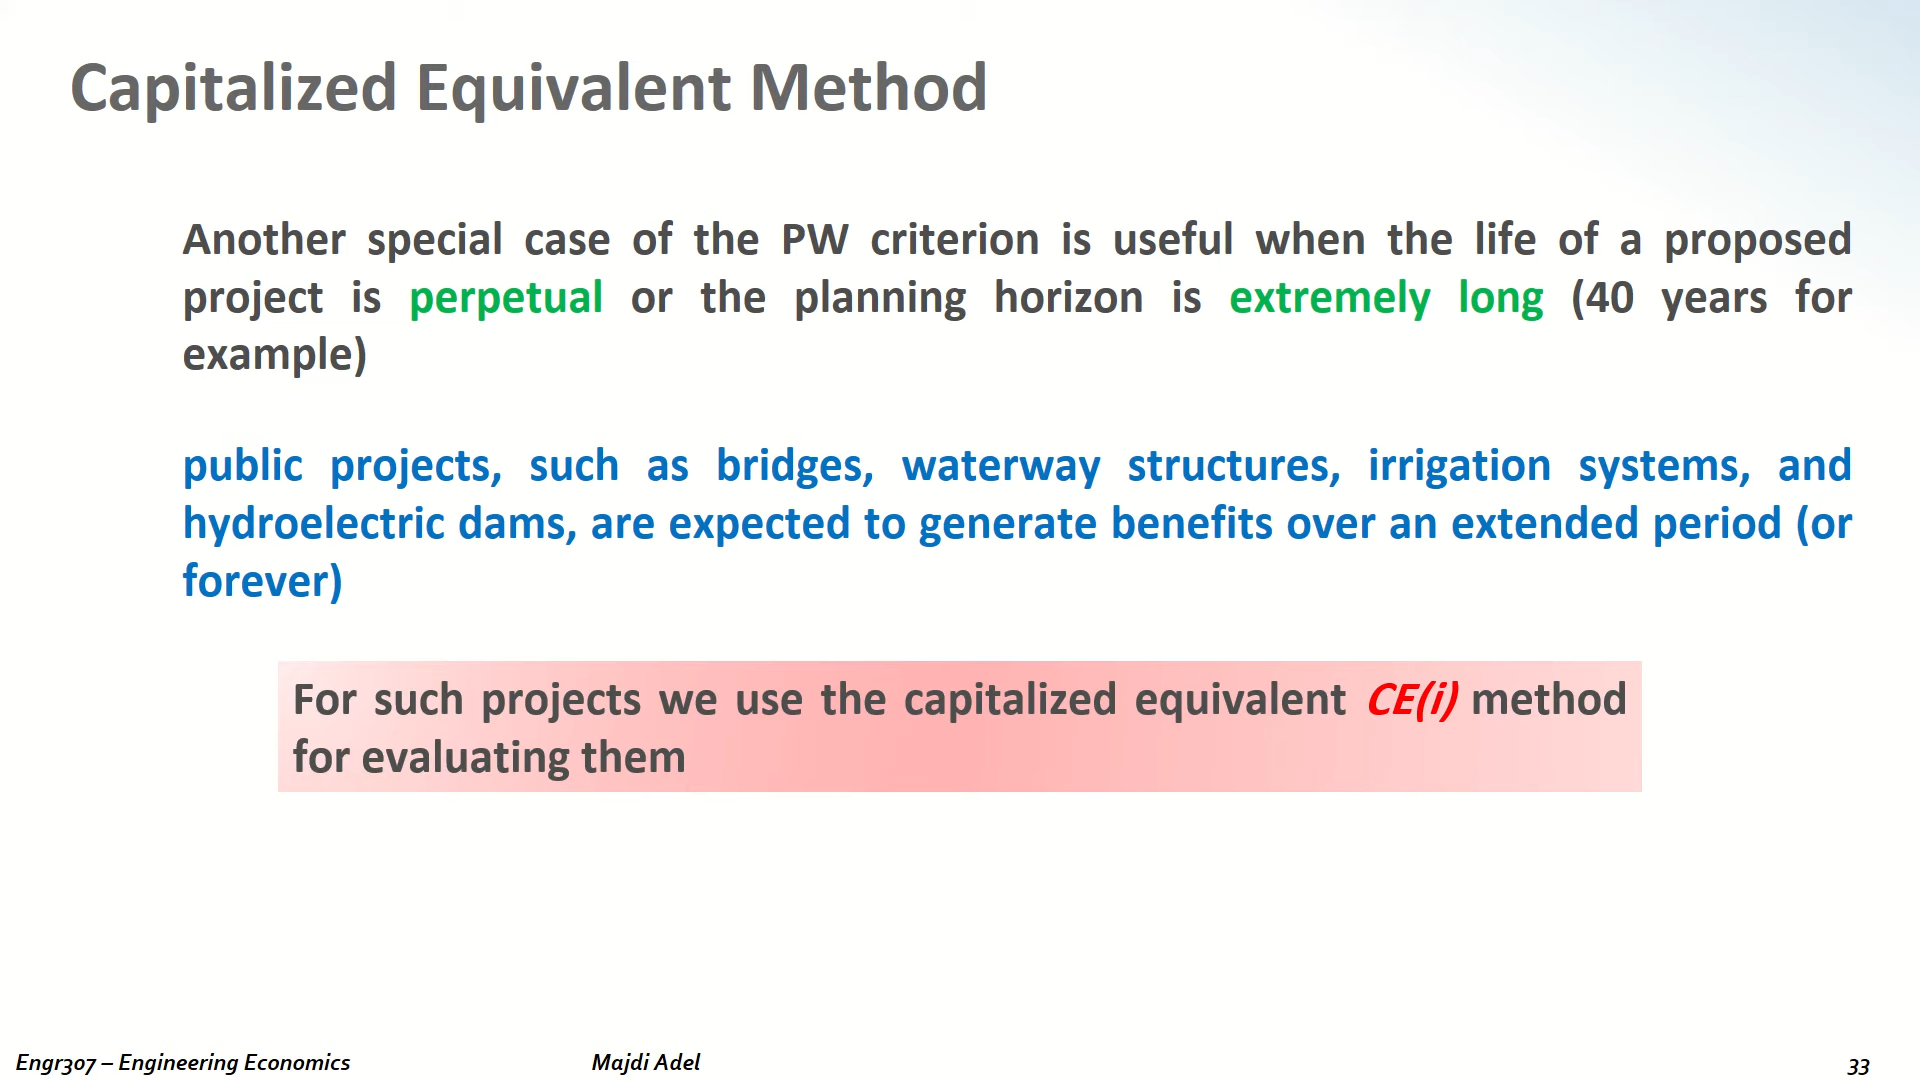 Capitalized Equivalent Method
Another special case of the PW criterion is useful when the life of a proposed
project is perpetual or the planning horizon is extremely long (40 years for
example)
public projects, such as bridges, waterway structures, irrigation systems, and
hydroelectric dams, are expected to generate benefits over an extended period (or
forever)
For such projects we use the capitalized equivalent CE(i) method
for evaluating them
Engr307 – Engineering Economics
Majdi Adel
33